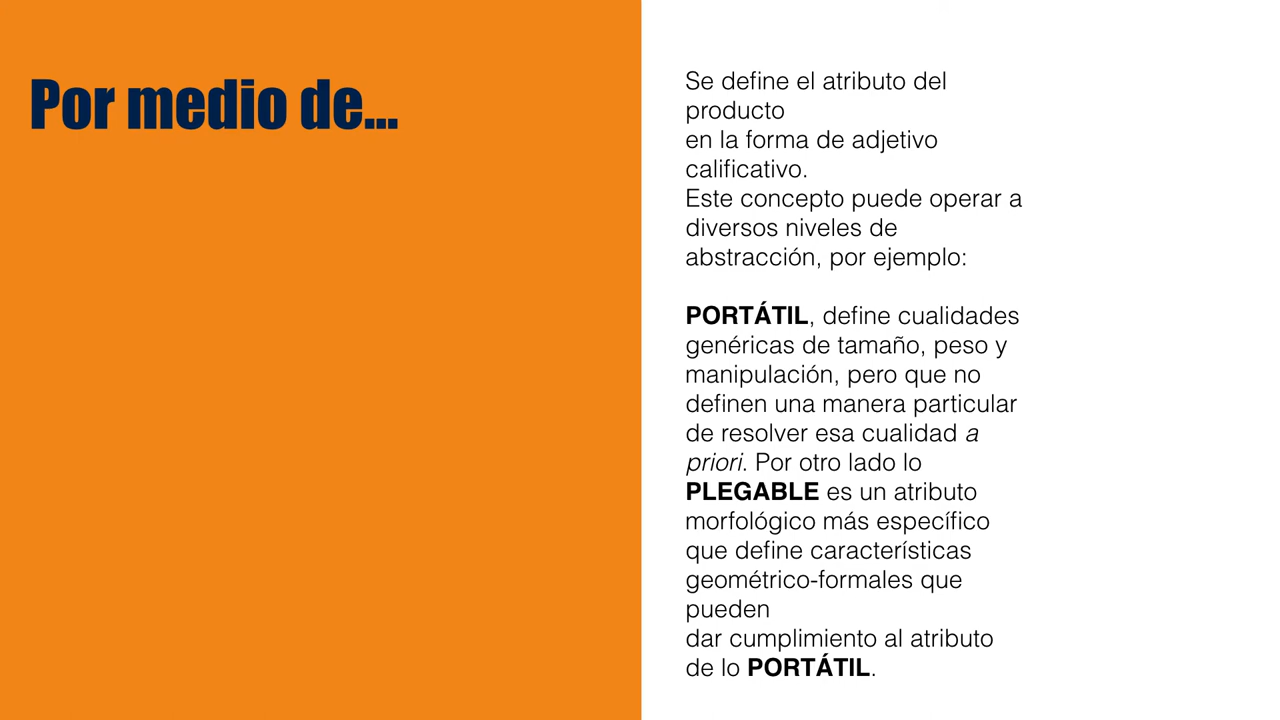 Por medio de...
Se define el atributo del
producto
en la forma de adjetivo
calificativo.
Este concepto puede operar a
diversos niveles de
abstracción, por ejemplo:
PORTÁTIL, define cualidades
genéricas de tamaño, peso y
manipulación, pero que no
definen una manera particular
de resolver esa cualidad a
priori. Por otro lado lo
PLEGABLE es un atributo
morfológico más específico
que define características
geométrico-formales que
pueden
dar cumplimiento al atributo
de lo PORTÁTIL.